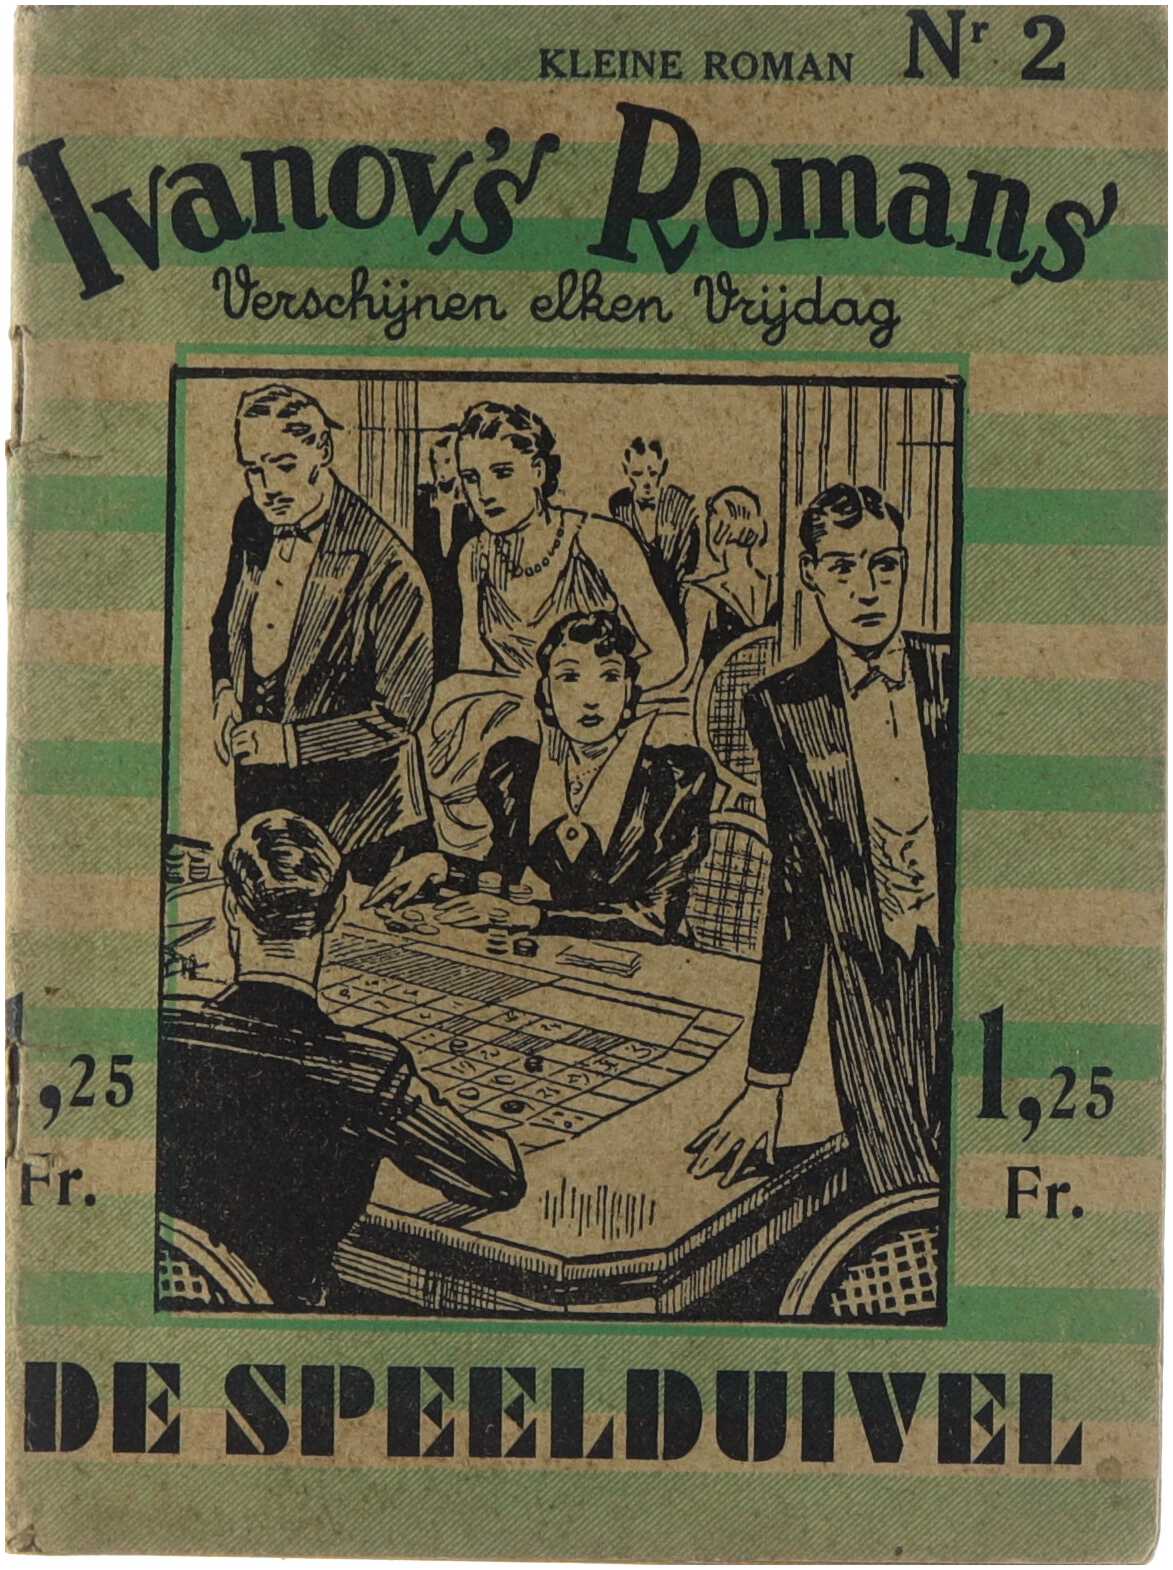 KLEINE ROMAN Nr 2
Ivanov's Romans
Verschijnen elken Vrijdag
,25
Fr.
1,25
Fr.
DE SPEELDUIVEL